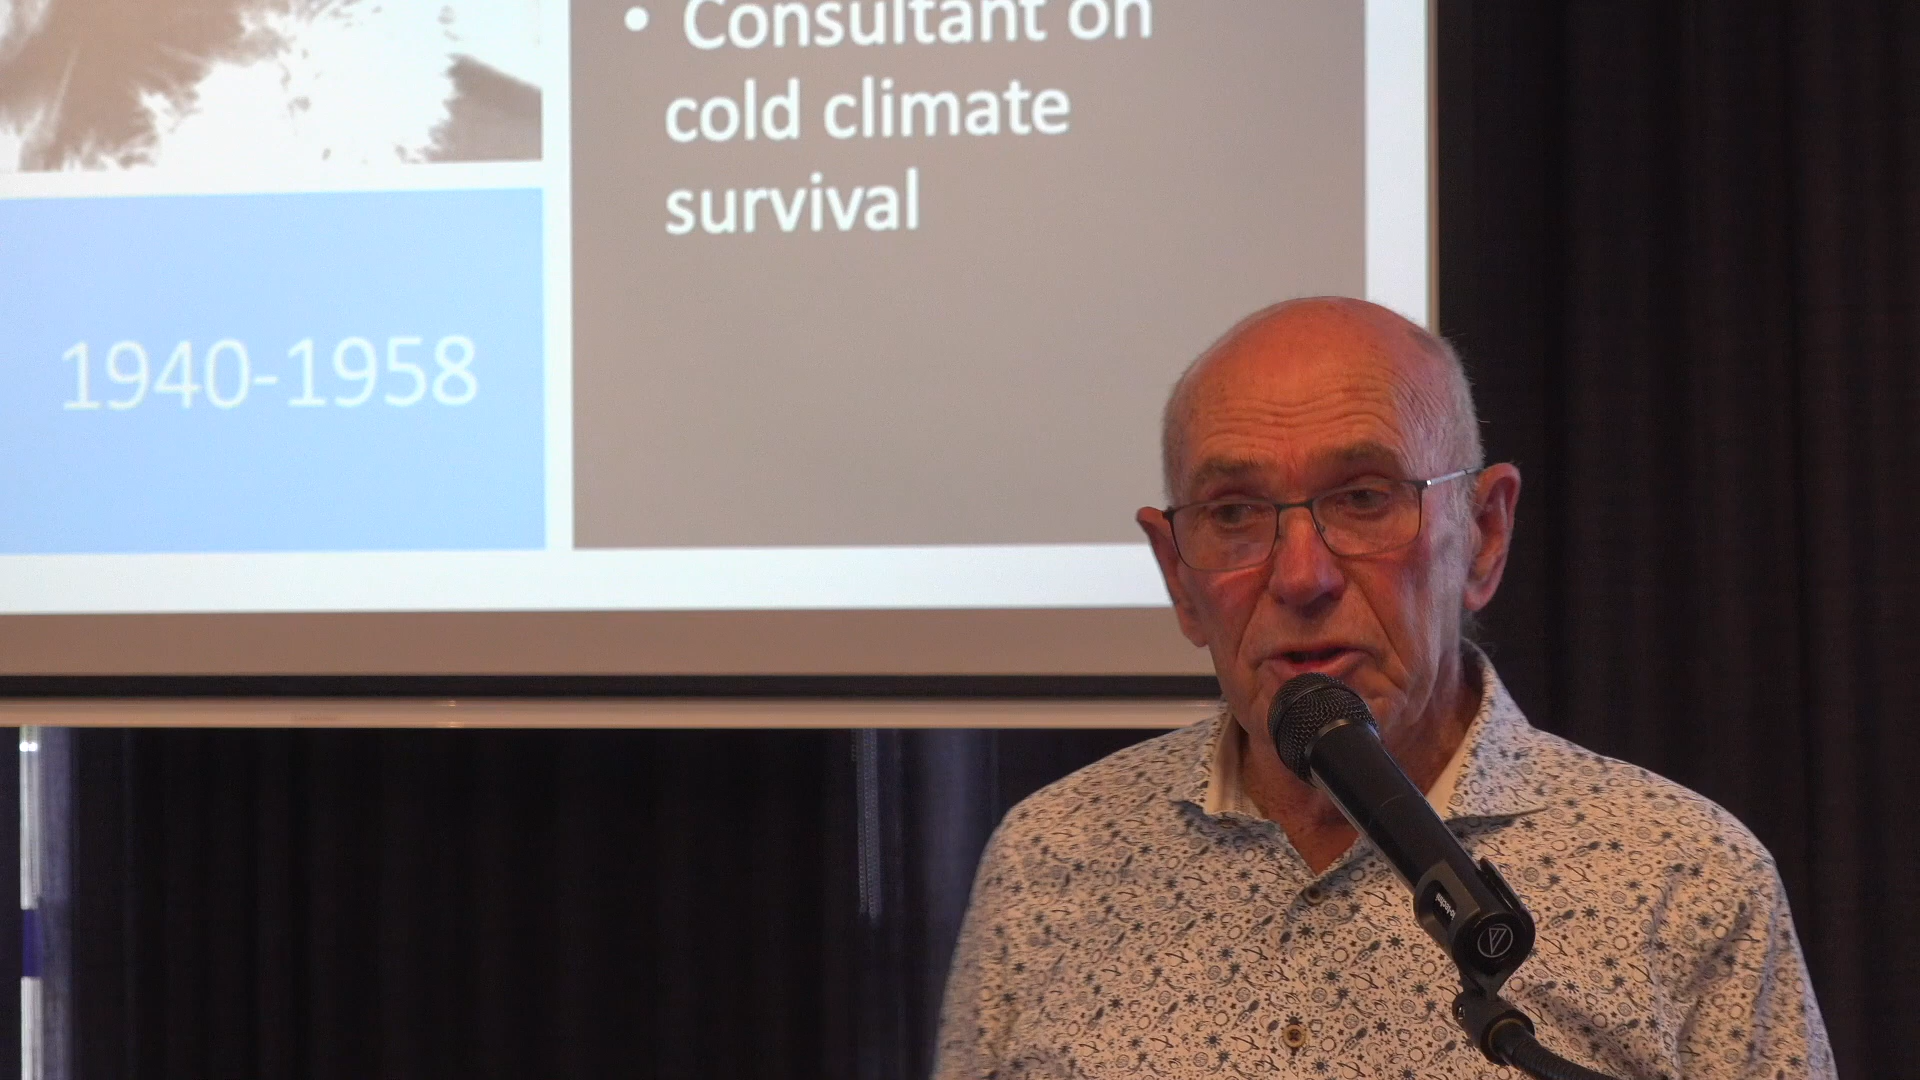 • Consultant on
cold climate
survival
1940-1958